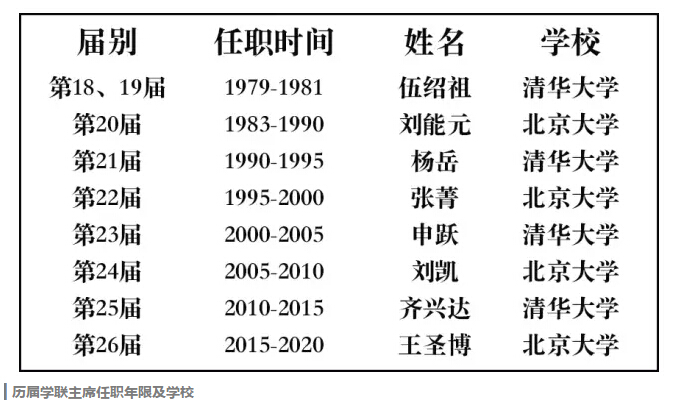 届别 任职时间 姓名 学校
第18、19届 1979-1981 伍绍祖 清华大学
第20届 1983-1990 刘能元 北京大学
第21届 1990-1995 杨岳 清华大学
第22届 1995-2000 张菁 北京大学
第23届 2000-2005 申跃 清华大学
第24届 2005-2010 刘凯 北京大学
第25届 2010-2015 齐兴达 清华大学
第26届 2015-2020 王圣博 北京大学
历届学联主席任职年限及学校